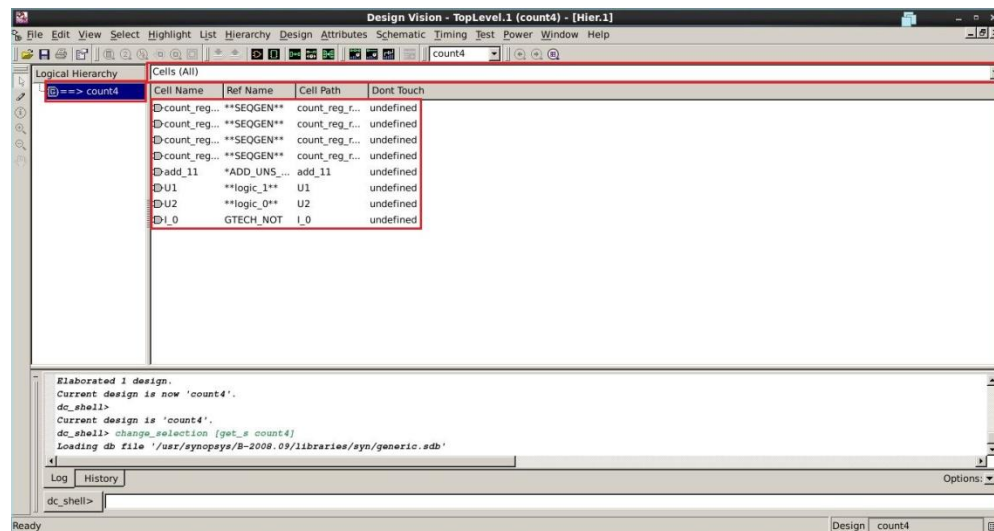 Design Vision - TopLevel.1 (count4) - [Hier.1]
File Edit View Select Highlight List Hierarchy Design Attributes Schematic Timing Test Power Window Help
count4
Logical Hierarchy
Cells (All)
==> count4
Cell Name Ref Name Cell Path Dont Touch
count_reg... **SEQGEN** count_reg_r... undefined
count_reg... **SEQGEN** count_reg_r... undefined
count_reg... **SEQGEN** count_reg_r... undefined
count_reg... **SEQGEN** count_reg_r... undefined
add_11 *ADD_UNS_... add_11 undefined
U1 **logic_1** U1 undefined
U2 **logic_0** U2 undefined
I_0 GTECH_NOT I_0 undefined
Elaborated 1 design.
Current design is now 'count4'.
dc_shell>
Current design is 'count4'.
dc_shell> change_selection [get_s count4]
Loading db file '/usr/synopsys/B-2008.09/libraries/syn/generic.sdb'
Log History
Options:
dc_shell>
Ready
Design count4